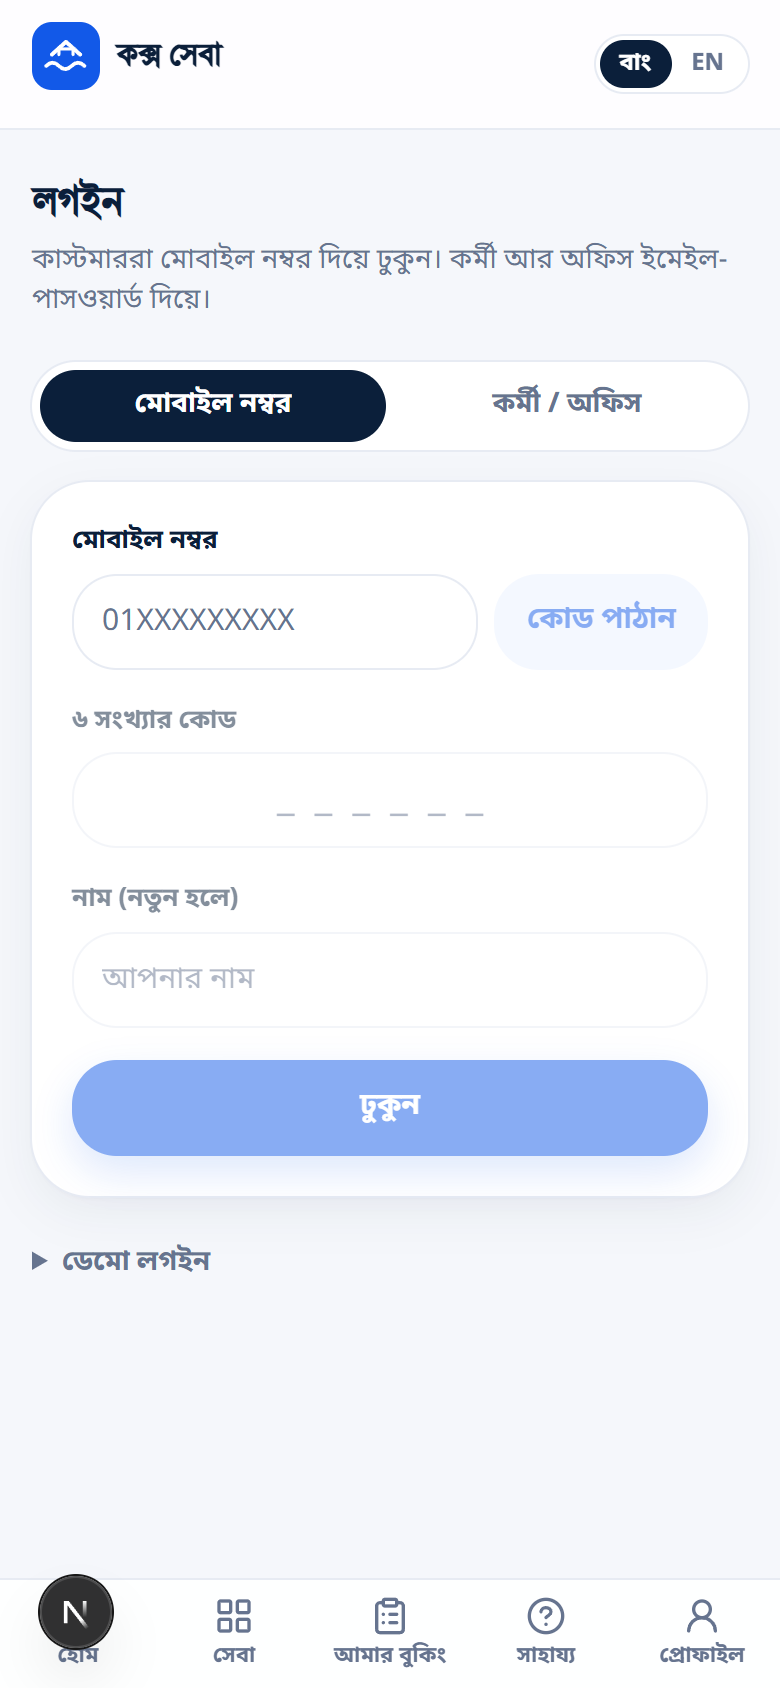 কক্স সেবা
বাং EN
লগইন
কাস্টমাররা মোবাইল নম্বর দিয়ে ঢুকুন। কর্মী আর অফিস ইমেইল-
পাসওয়ার্ড দিয়ে।
মোবাইল নম্বর কর্মী / অফিস
মোবাইল নম্বর
01XXXXXXXXX কোড পাঠান
৬ সংখ্যার কোড
_ _ _ _ _ _
নাম (নতুন হলে)
আপনার নাম
ঢুকুন
▶ ডেমো লগইন
N
হোম সেবা আমার বুকিং সাহায্য প্রোফাইল